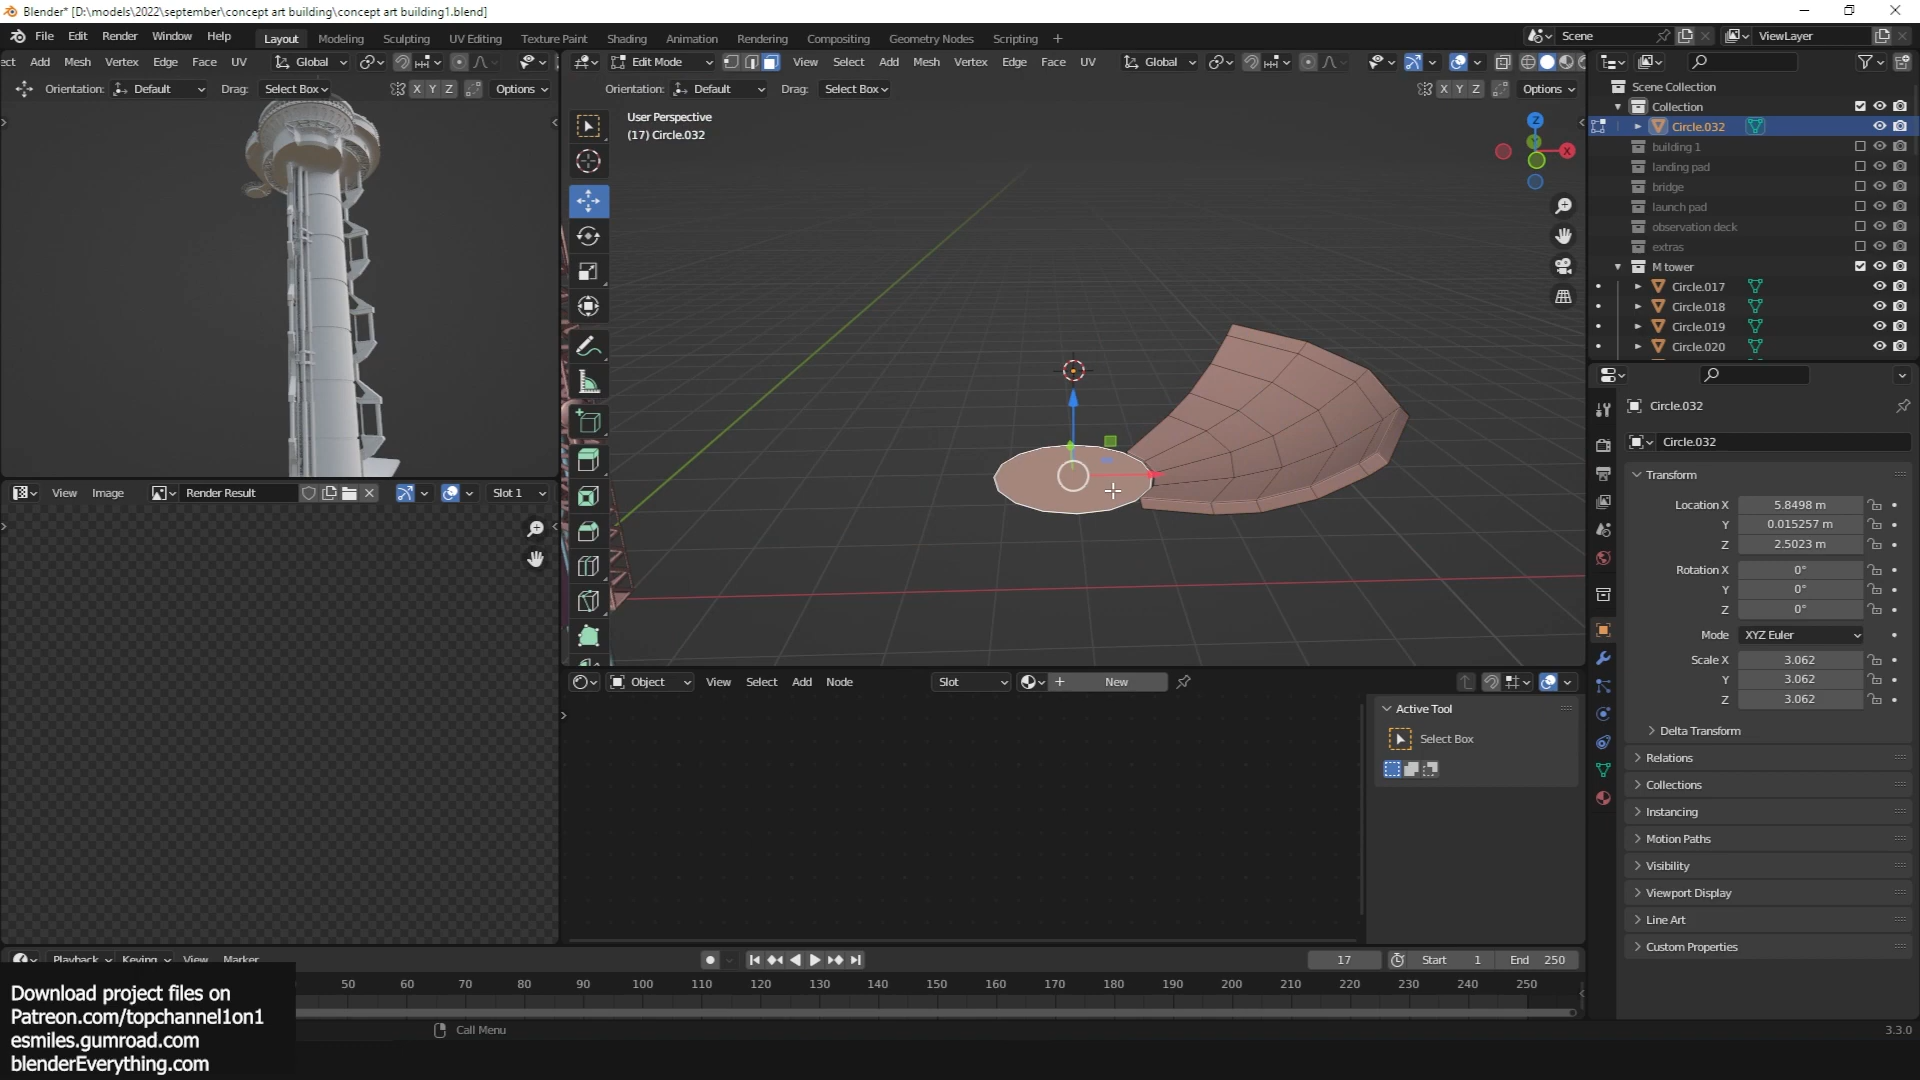 Blender* [D:\models\2022\september\concept art building\concept art building1.blend]
File Edit Render Window Help Layout Modeling Sculpting UV Editing Texture Paint Shading Animation Rendering Compositing Geometry Nodes Scripting + Scene ViewLayer
ect Add Mesh Vertex Edge Face UV Global
Edit Mode View Select Add Mesh Vertex Edge Face UV Global
Orientation: Default Drag: Select Box X Y Z Options
Orientation: Default Drag: Select Box X Y Z Options
User Perspective
(17) Circle.032
Z
X
Scene Collection
Collection
Circle.032
building 1
landing pad
bridge
launch pad
observation deck
extras
M tower
Circle.017
Circle.018
Circle.019
Circle.020
Circle.032
Circle.032
Transform
Location X 5.8498 m
Y 0.015257 m
Z 2.5023 m
Rotation X 0°
Y 0°
Z 0°
Mode XYZ Euler
Scale X 3.062
Y 3.062
Z 3.062
Delta Transform
Relations
Collections
Instancing
Motion Paths
Visibility
Viewport Display
Line Art
Custom Properties
View Image Render Result Slot 1
Object View Select Add Node Slot + New
Active Tool
Select Box
Playback Keying View Marker 17 Start 1 End 250
50 60 70 80 90 100 110 120 130 140 150 160 170 180 190 200 210 220 230 240 250
Call Menu
3.3.0
Download project files on
Patreon.com/topchannel1on1
esmiles.gumroad.com
blenderEverything.com